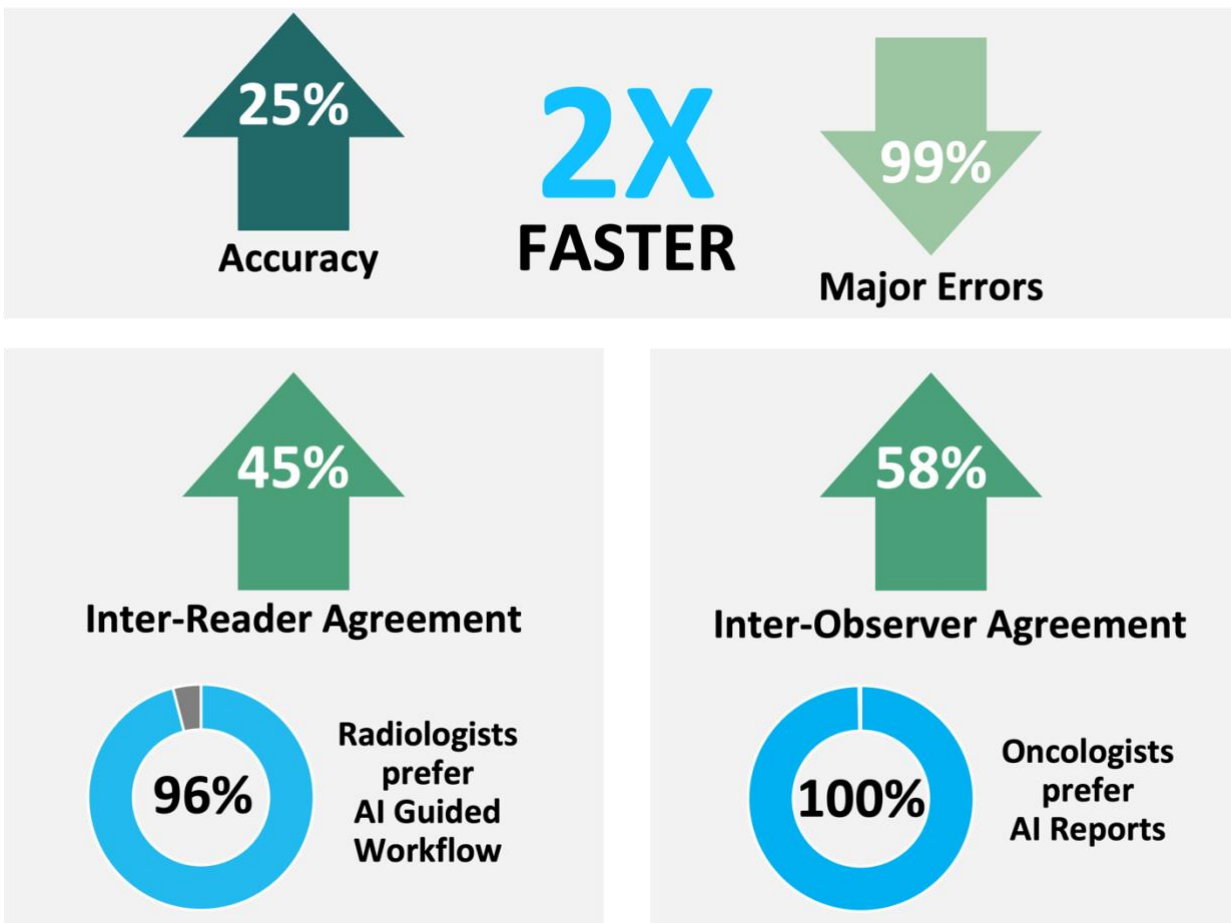 25%
Accuracy
2X
FASTER
99%
Major Errors
45%
Inter-Reader Agreement
96%
Radiologists
prefer
AI Guided
Workflow
58%
Inter-Observer Agreement
100%
Oncologists
prefer
AI Reports